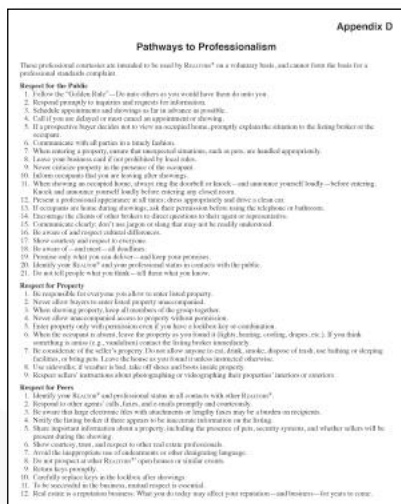 Appendix D
Pathways to Professionalism
These professional courtesies are intended to be used by REALTORS® on a voluntary basis, and cannot form the basis for a
professional standards complaint.
Respect for the Public
1. Follow the "Golden Rule"—Do unto others as you would have them do unto you.
2. Respond promptly to inquiries and requests for information.
3. Schedule appointments and showings as far in advance as possible.
4. Call if you are delayed or must cancel an appointment or showing.
5. If a prospective buyer decides not to view an occupied home, promptly explain the situation to the listing broker or the
occupant.
6. Communicate with all parties in a timely fashion.
7. When entering a property, ensure that unexpected situations, such as pets, are handled appropriately.
8. Leave your business card if not prohibited by local rules.
9. Never criticize property in the presence of the occupant.
10. Inform occupants that you are leaving after showings.
11. When showing an occupied home, always ring the doorbell or knock—and announce yourself loudly—before entering.
Knock and announce yourself loudly before entering any closed room.
12. Present a professional appearance at all times; dress appropriately and drive a clean car.
13. If occupants are home during showings, ask their permission before using the telephone or bathroom.
14. Encourage the clients of other brokers to direct questions to their agent or representative.
15. Communicate clearly; don't use jargon or slang that may not be readily understood.
16. Be aware of and respect cultural differences.
17. Show courtesy and respect to everyone.
18. Be aware of—and meet—all deadlines.
19. Promise only what you can deliver—and keep your promises.
20. Identify your REALTOR® and your professional status in contacts with the public.
21. Do not tell people what you think—tell them what you know.
Respect for Property
1. Be responsible for everyone you allow to enter listed property.
2. Never allow buyers to enter listed property unaccompanied.
3. When showing property, keep all members of the group together.
4. Never allow unaccompanied access to property without permission.
5. Enter property only with permission even if you have a lockbox key or combination.
6. When the occupant is absent, leave the property as you found it (lights, heating, cooling, drapes, etc.). If you think
something is amiss (e.g., vandalism) contact the listing broker immediately.
7. Be considerate of the seller's property. Do not allow anyone to eat, drink, smoke, dispose of trash, use bathing or sleeping
facilities, or bring pets. Leave the house as you found it unless instructed otherwise.
8. Use sidewalks; if weather is bad, take off shoes and boots inside property.
9. Respect sellers' instructions about photographing or videographing their properties' interiors or exteriors.
Respect for Peers
1. Identify your REALTOR® and professional status in all contacts with other REALTORS®.
2. Respond to other agents' calls, faxes, and e-mails promptly and courteously.
3. Be aware that large electronic files with attachments or lengthy faxes may be a burden on recipients.
4. Notify the listing broker if there appears to be inaccurate information on the listing.
5. Share important information about a property, including the presence of pets, security systems, and whether sellers will be
present during the showing.
6. Show courtesy, trust, and respect to other real estate professionals.
7. Avoid the inappropriate use of endearments or other denigrating language.
8. Do not prospect at other REALTORS®' open houses or similar events.
9. Return keys promptly.
10. Carefully replace keys in the lockbox after showings.
11. To be successful in the business, mutual respect is essential.
12. Real estate is a reputation business. What you do today may affect your reputation—and business—for years to come.